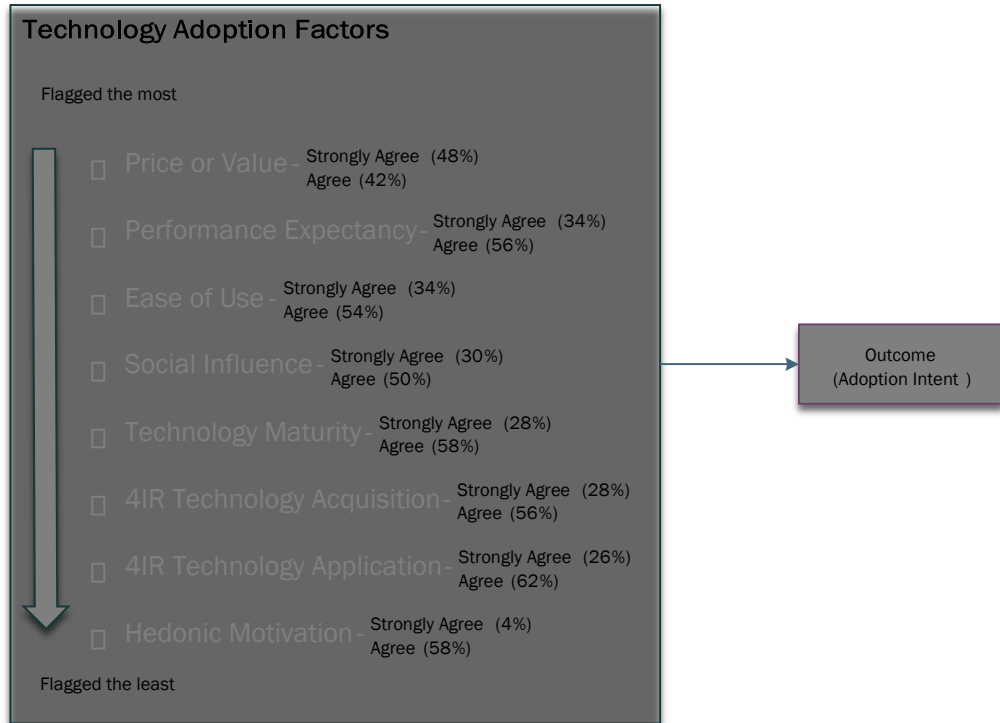 Technology Adoption Factors
Flagged the most
Price or Value - Strongly Agree (48%)
Agree (42%)
Performance Expectancy - Strongly Agree (34%)
Agree (56%)
Ease of Use - Strongly Agree (34%)
Agree (54%)
Social Influence - Strongly Agree (30%)
Agree (50%)
Technology Maturity - Strongly Agree (28%)
Agree (58%)
4IR Technology Acquisition - Strongly Agree (28%)
Agree (56%)
4IR Technology Application - Strongly Agree (26%)
Agree (62%)
Hedonic Motivation - Strongly Agree (4%)
Agree (58%)
Flagged the least
Outcome
(Adoption Intent )